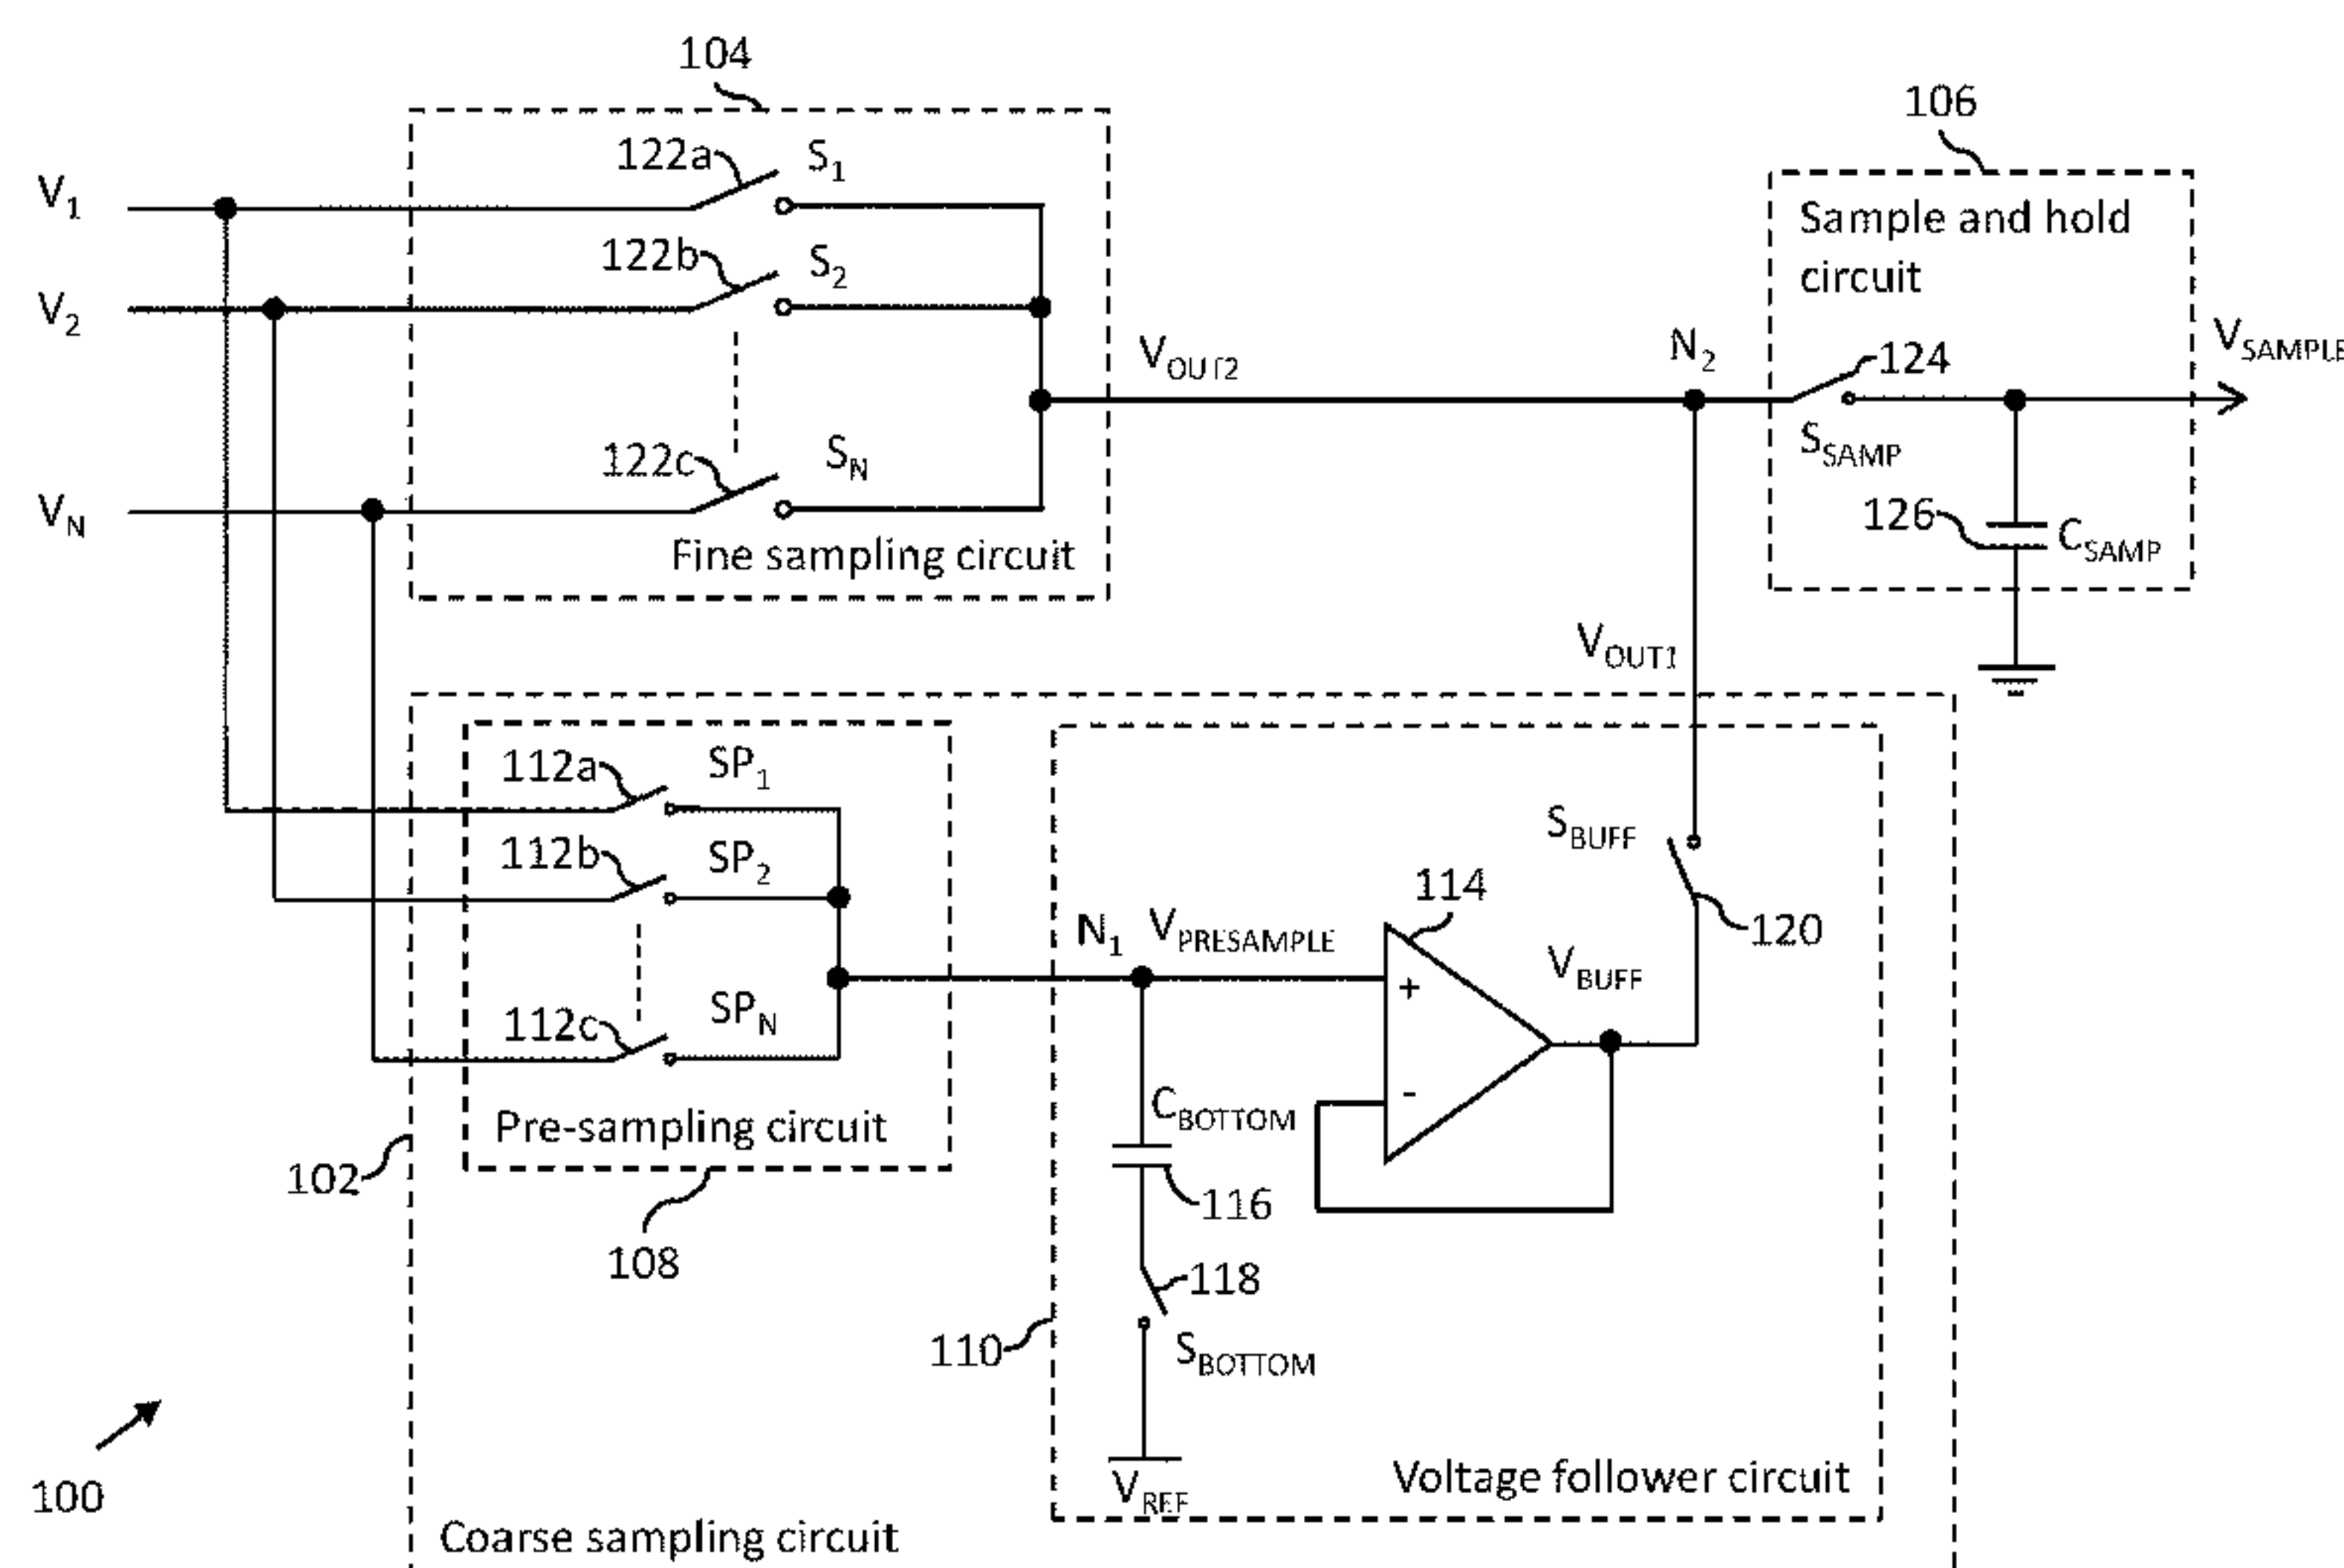 104
106
122a
S1
V1
Sample and hold
circuit
122b
S2
V2
VSAMPLE
N2
124
VOUT2
SSAMP
122c
SN
VN
126
CSAMP
Fine sampling circuit
VOUT1
112a
SP1
SBUFF
112b
SP2
114
120
N1
VPRESAMPLE
VBUFF
+
112c
SPN
-
CBOTTOM
Pre-sampling circuit
102
116
108
118
110
SBOTTOM
VREF
Voltage follower circuit
100
Coarse sampling circuit